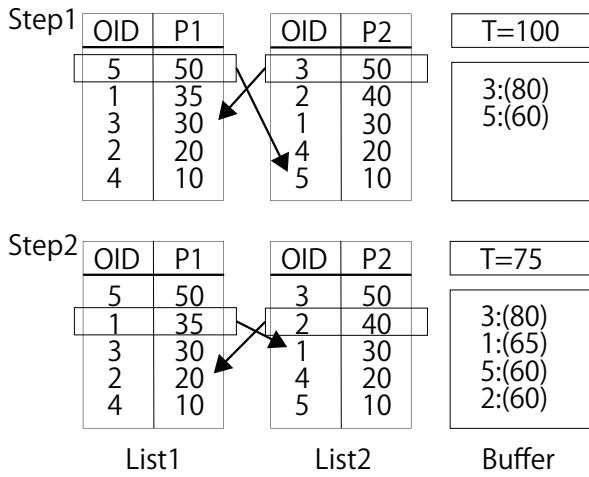 Step1
OID P1 OID P2 T=100
5 50 3 50
1 35 2 40 3:(80)
3 30 1 30 5:(60)
2 20 4 20
4 10 5 10
Step2
OID P1 OID P2 T=75
5 50 3 50
1 35 2 40 3:(80)
3 30 1 30 1:(65)
2 20 4 20 5:(60)
4 10 5 10 2:(60)
List1 List2 Buffer